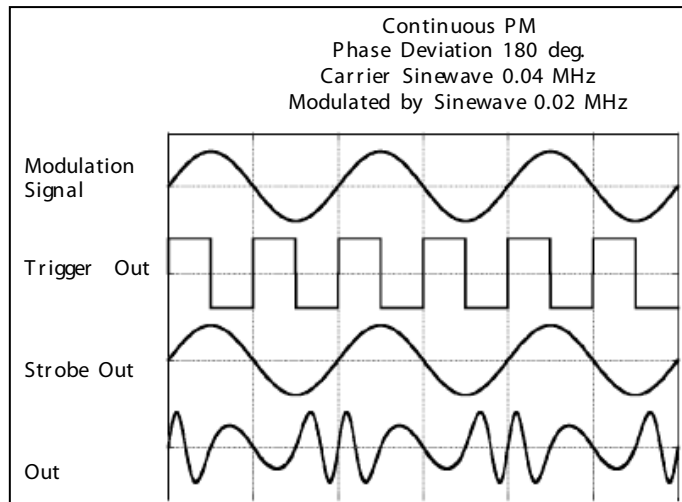 Continuous PM
Phase Deviation 180 deg.
Carrier Sinewave 0.04 MHz
Modulated by Sinewave 0.02 MHz
Modulation
Signal
Trigger Out
Strobe Out
Out